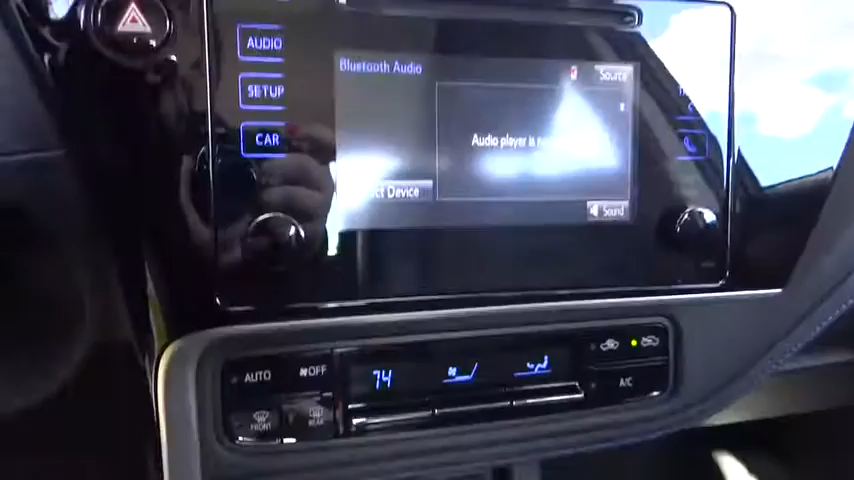 AUDIO
Bluetooth Audio
Source
SETUP
Audio player is
CAR
Device
Sound
AUTO
OFF
74
A/C
FRONT
REAR